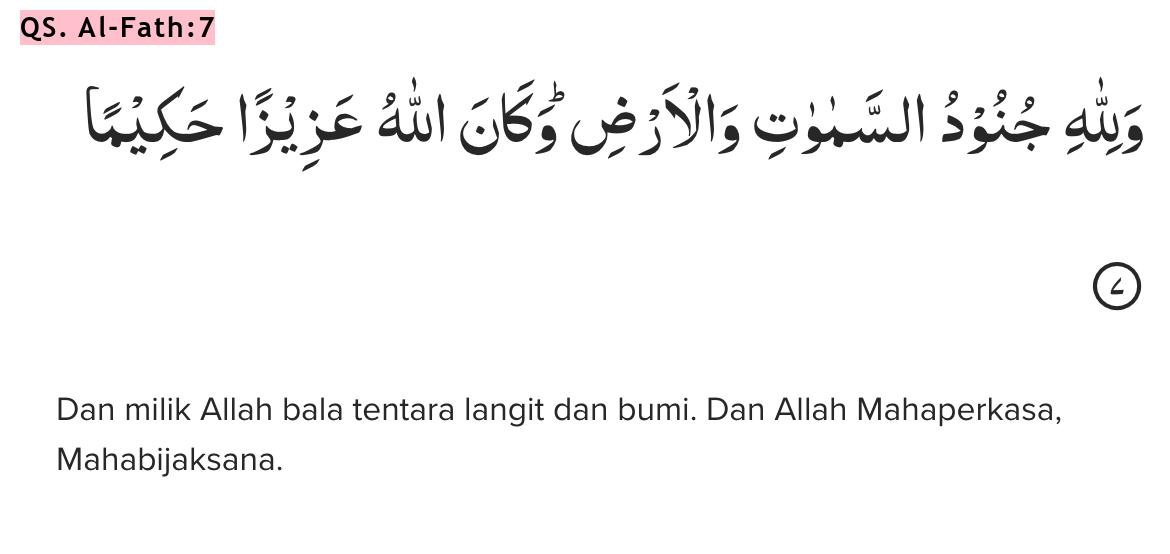 QS. Al-Fath:7
وَلِلّٰهِ جُنُوْدُ السَّمٰوٰتِ وَالْاَرْضِ ۗوَكَانَ اللّٰهُ عَزِيْزًا حَكِيْمًا
٧
Dan milik Allah bala tentara langit dan bumi. Dan Allah Mahaperkasa,
Mahabijaksana.